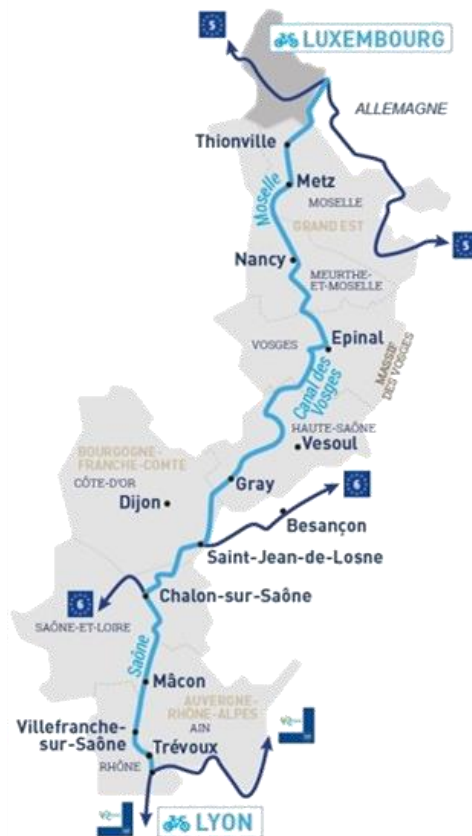 5
LUXEMBOURG
ALLEMAGNE
Thionville
Moselle
Metz
MOSELLE
GRAND EST
5
Nancy
MEURTHE-
ET-MOSELLE
VOSGES
Epinal
MASSIF
DES VOSGES
Canal des
Vosges
HAUTE-SAÔNE
Vesoul
BOURGOGNE-
FRANCHE-COMTÉ
CÔTE-D'OR
Gray
Dijon
6
Besançon
Saint-Jean-de-Losne
6
Chalon-sur-Saône
SAÔNE-ET-LOIRE
Saône
Mâcon
AUVERGNE-
RHÔNE-ALPES
AIN
Villefranche-
sur-Saône
Trévoux
RHÔNE
LYON